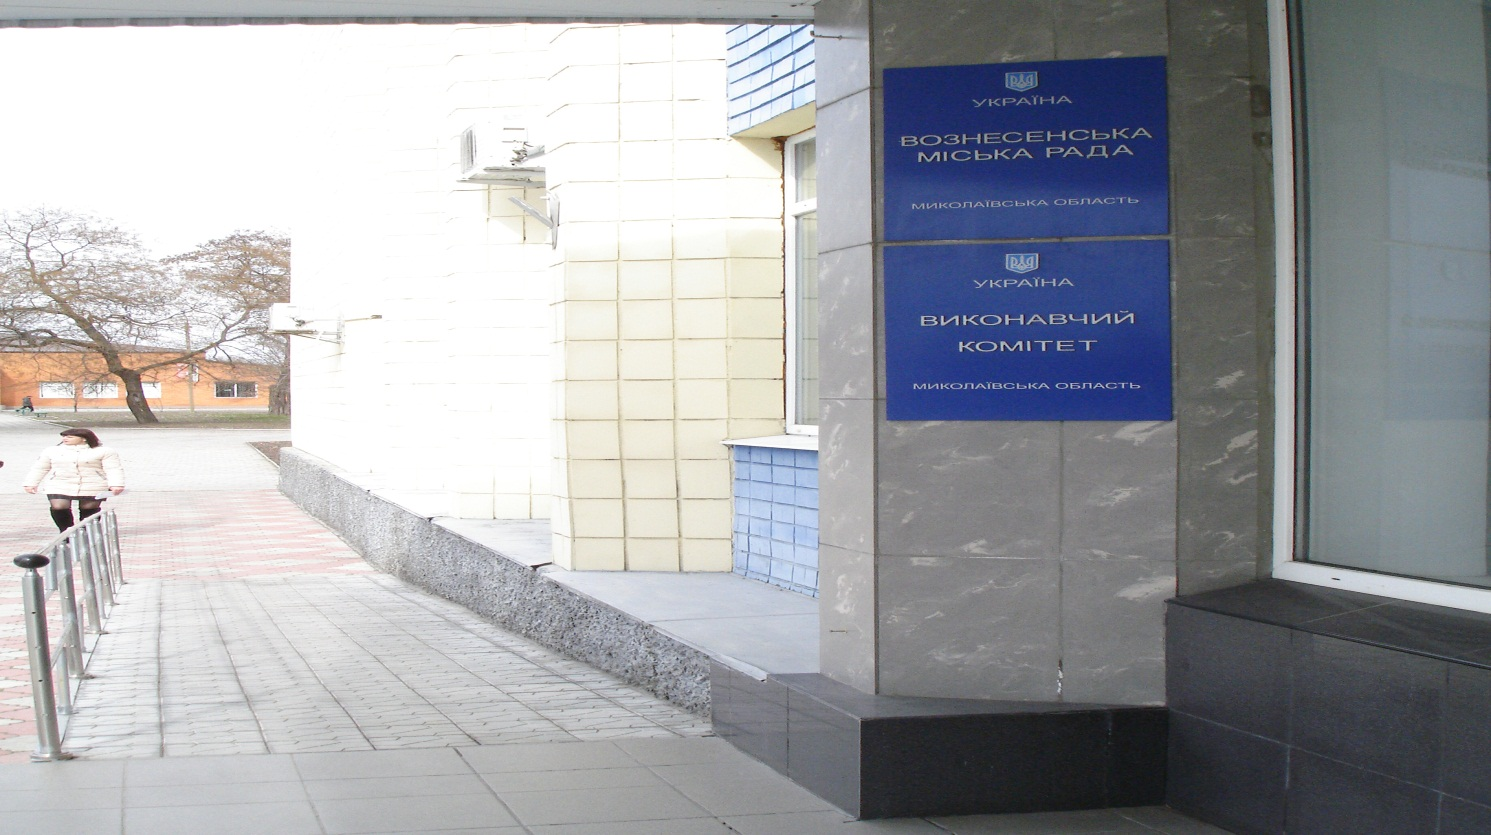 УКРАЇНА
ВОЗНЕСЕНСЬКА
МІСЬКА РАДА
МИКОЛАЇВСЬКА ОБЛАСТЬ
УКРАЇНА
ВИКОНАВЧИЙ
КОМІТЕТ
МИКОЛАЇВСЬКА ОБЛАСТЬ